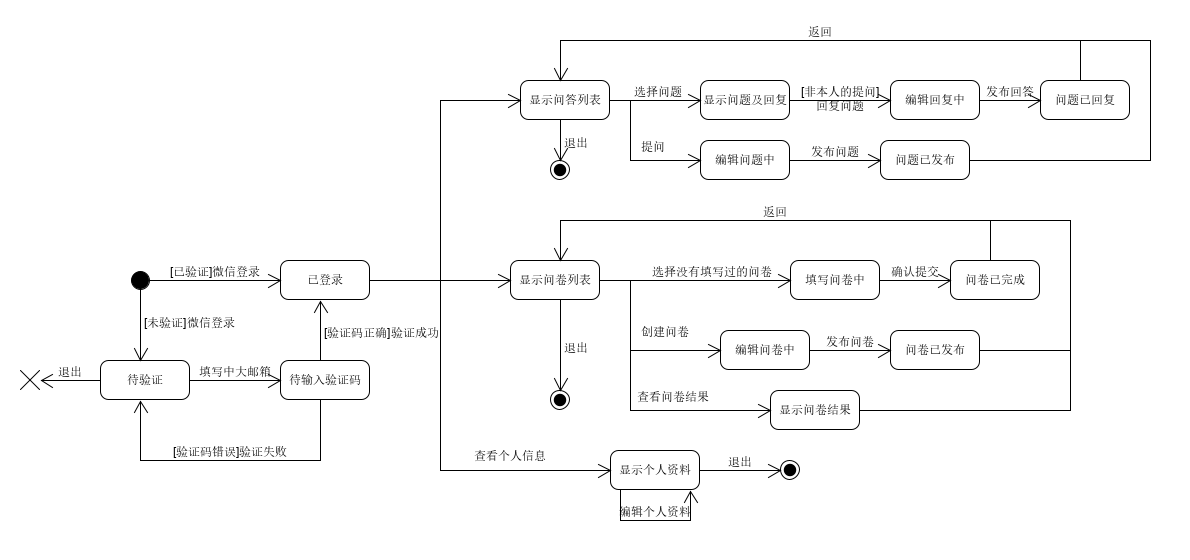 返回
显示问答列表
选择问题
显示问题及回复
[非本人的提问]
回复问题
编辑回复中
发布回答
问题已回复
退出
提问
编辑问题中
发布问题
问题已发布
返回
[已验证]微信登录
已登录
显示问卷列表
选择没有填写过的问卷
填写问卷中
确认提交
问卷已完成
[未验证]微信登录
[验证码正确]验证成功
创建问卷
编辑问卷中
发布问卷
问卷已发布
退出
退出
待验证
填写中大邮箱
待输入验证码
查看问卷结果
显示问卷结果
[验证码错误]验证失败
查看个人信息
显示个人资料
退出
编辑个人资料